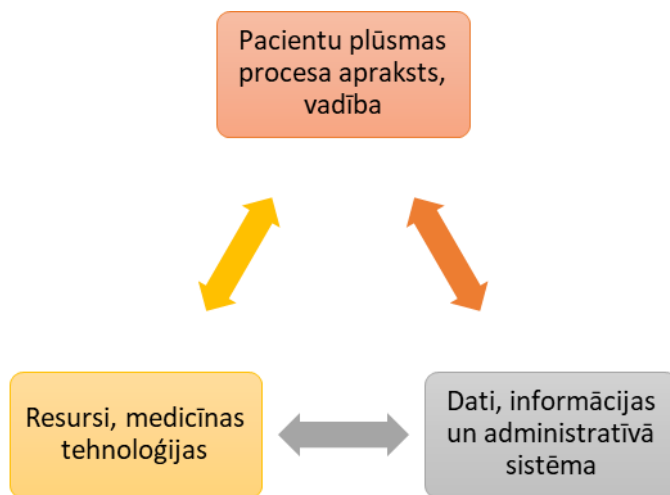 Pacientu plūsmas
procesa apraksts,
vadība
Resursi, medicīnas
tehnoloģijas
Dati, informācijas
un administratīvā
sistēma